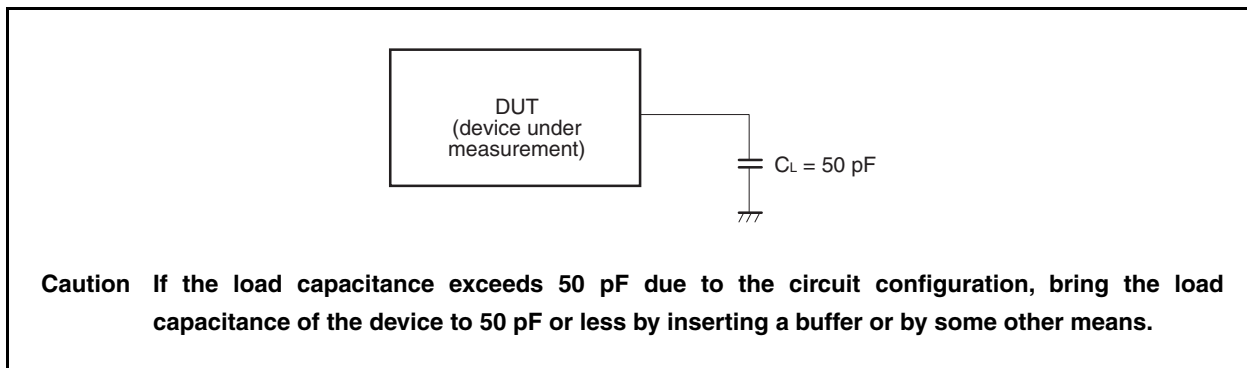 DUT
(device under
measurement)
CL = 50 pF
Caution If the load capacitance exceeds 50 pF due to the circuit configuration, bring the load
capacitance of the device to 50 pF or less by inserting a buffer or by some other means.